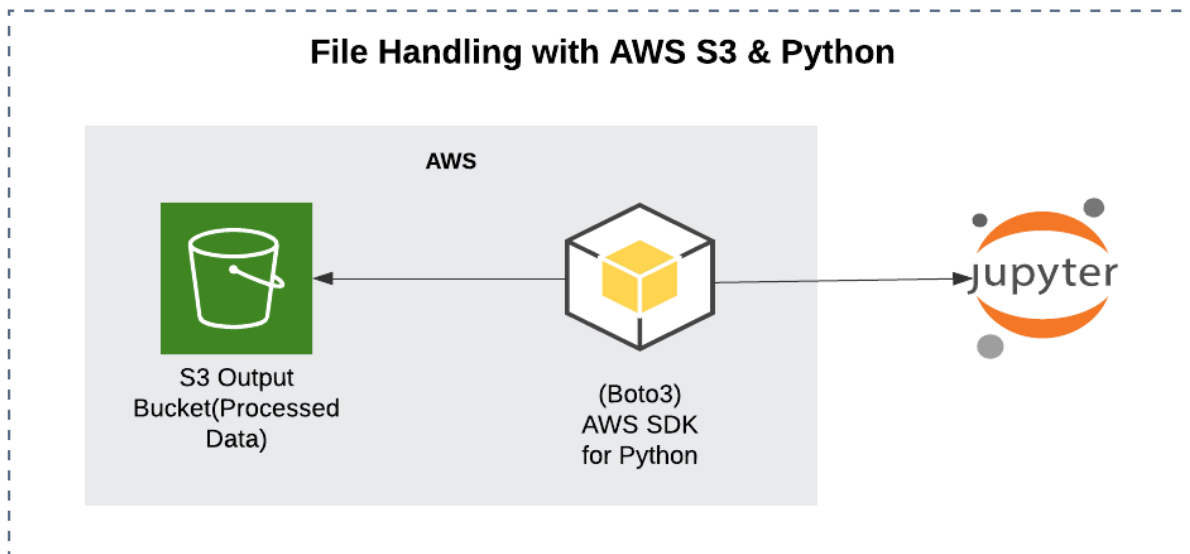 File Handling with AWS S3 & Python
AWS
S3 Output
Bucket(Processed
Data)
(Boto3)
AWS SDK
for Python
jupyter